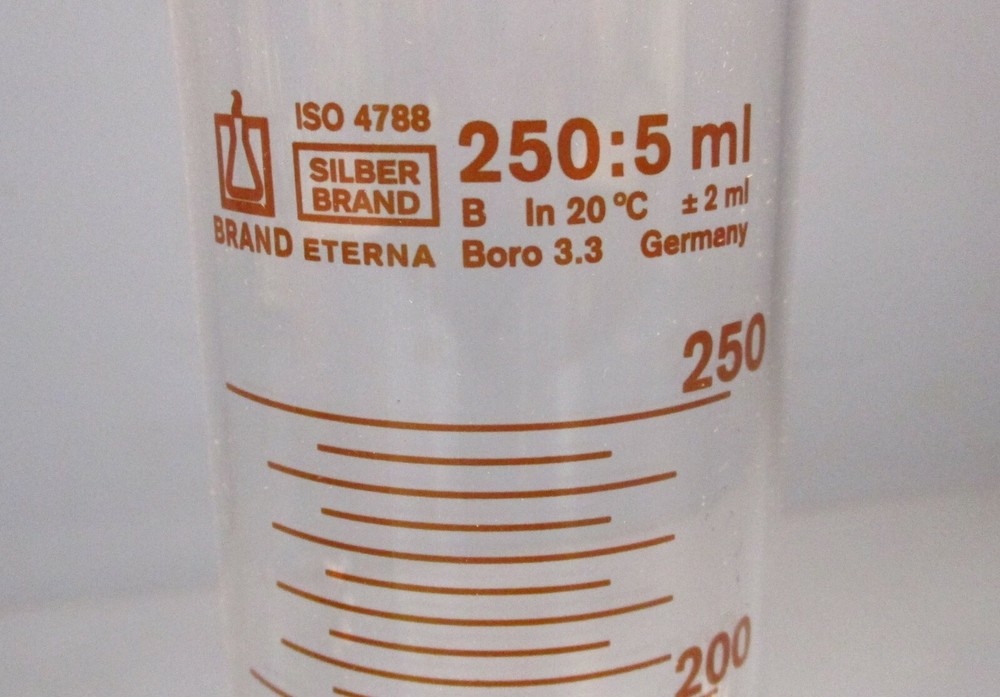 ISO 4788
SILBER
BRAND
BRAND ETERNA
250:5 ml
B In 20 °C ± 2 ml
Boro 3.3 Germany
250
200